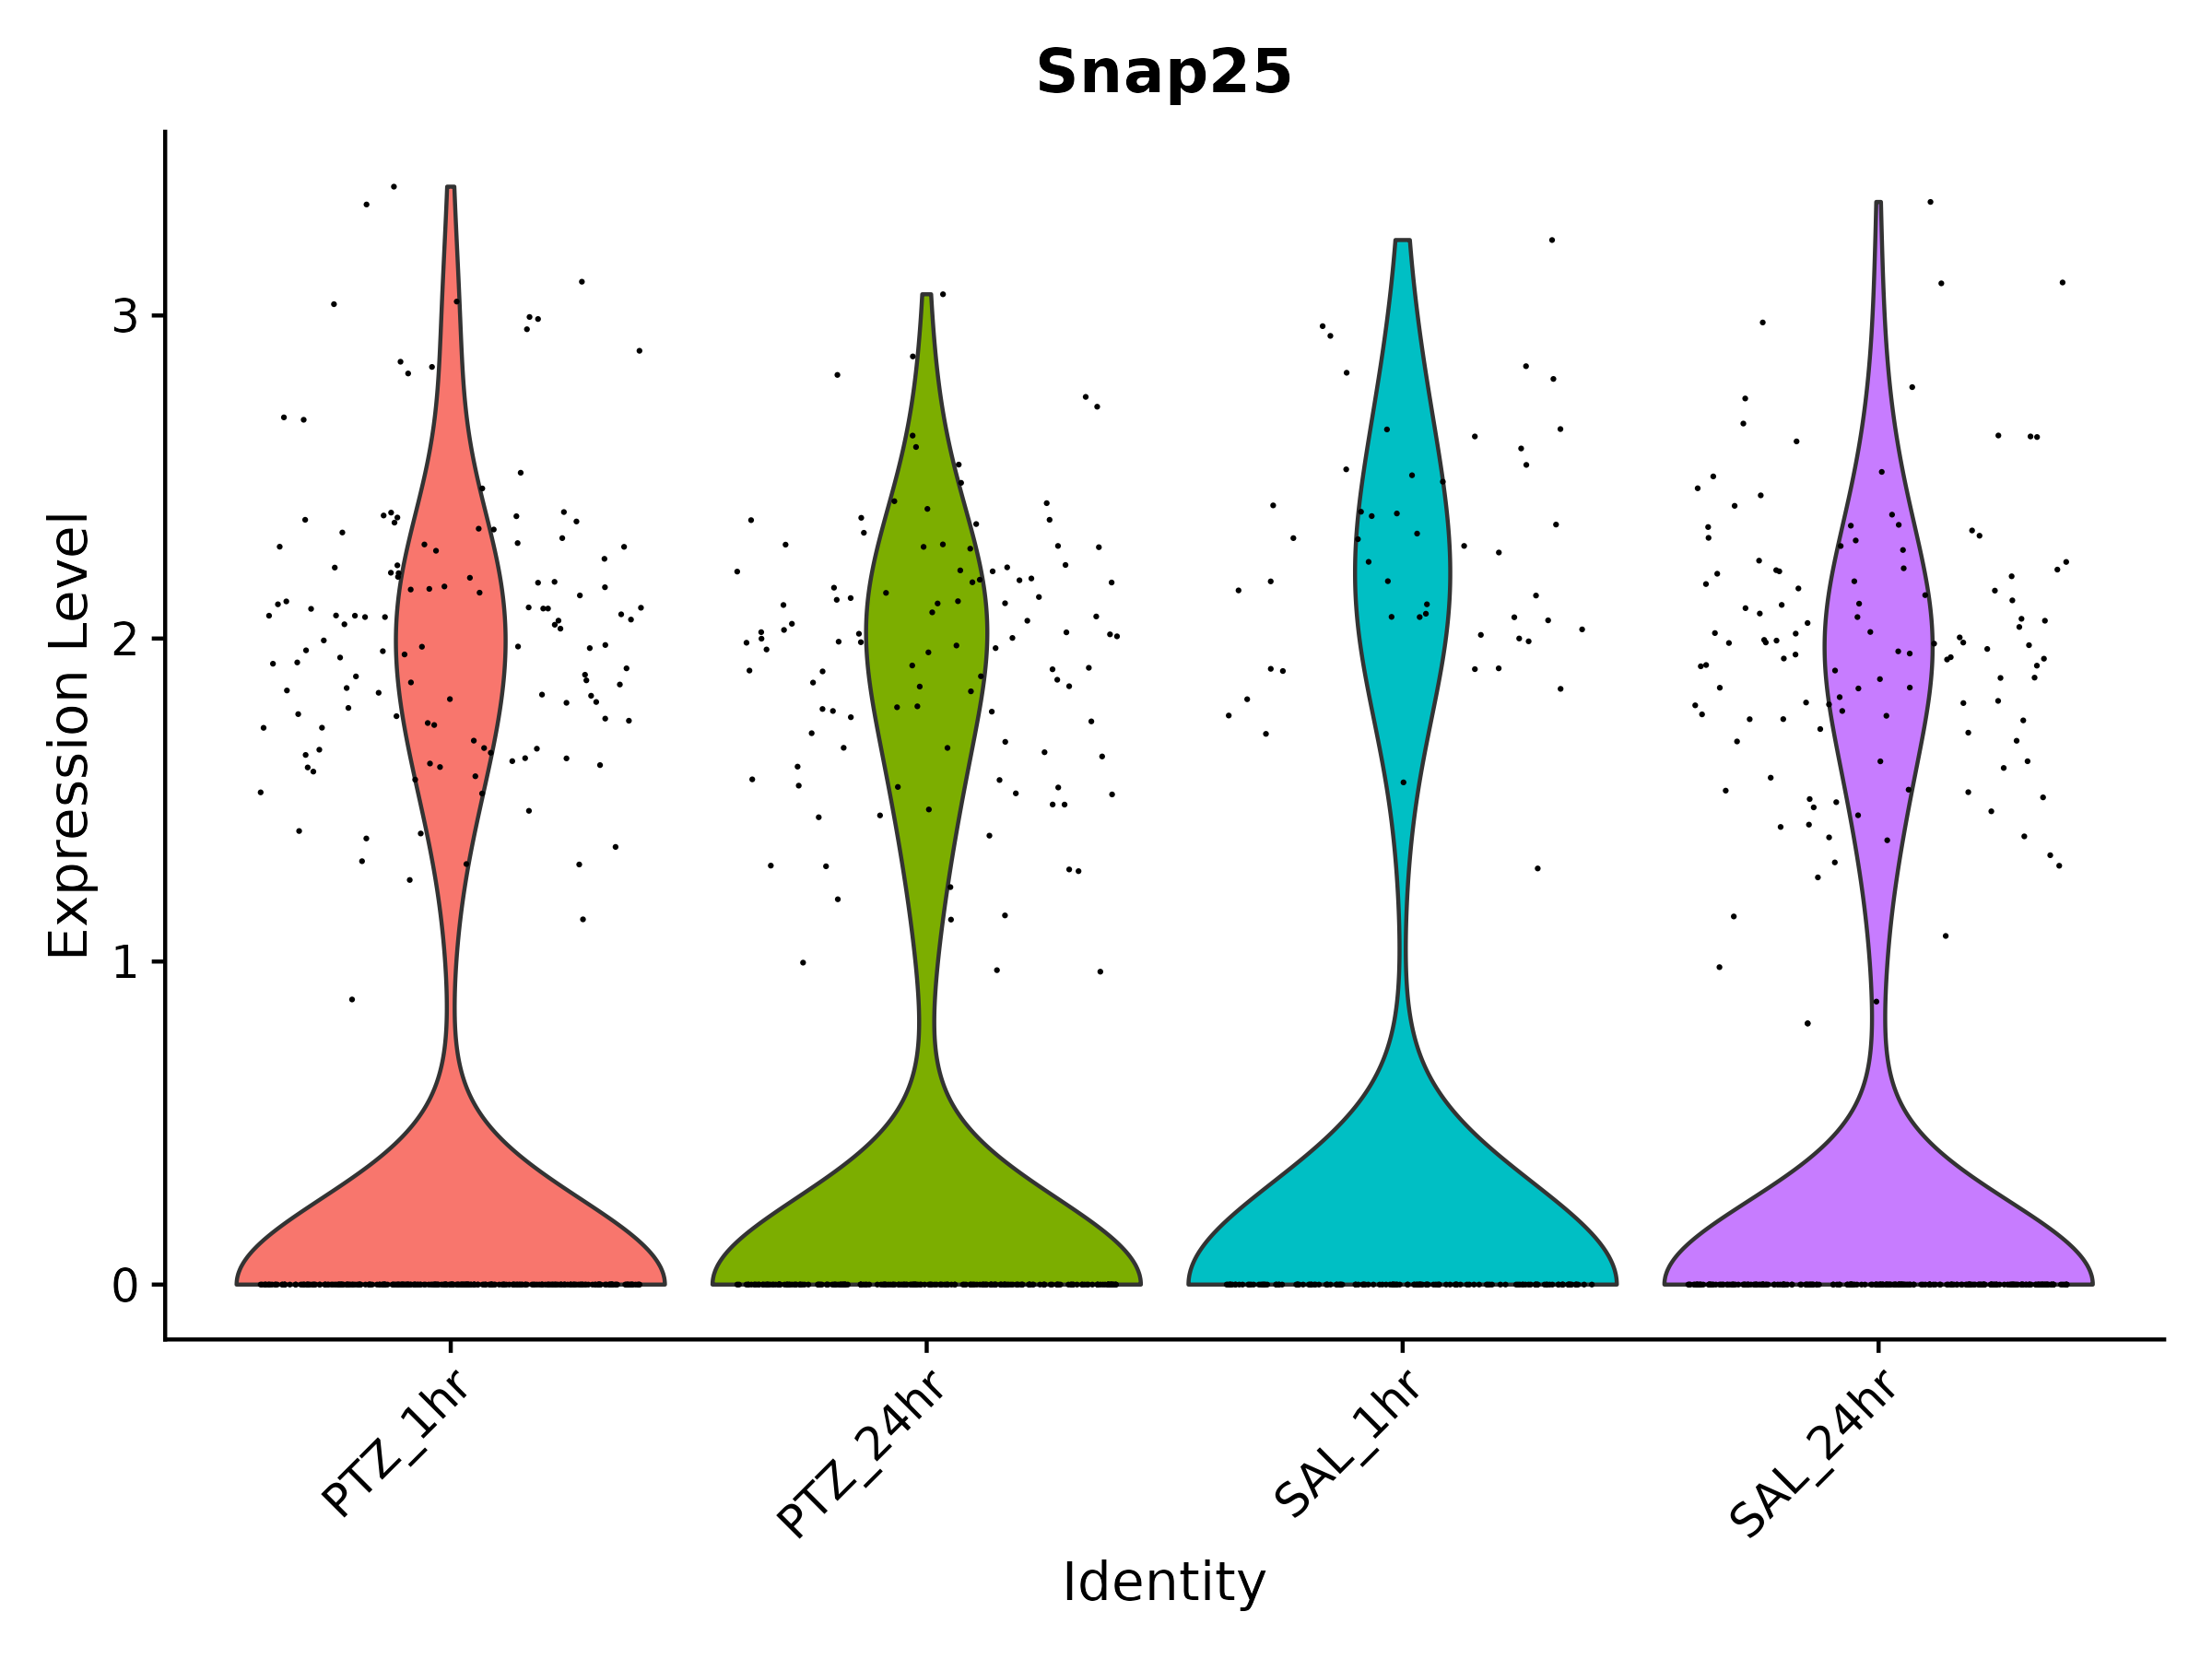 Snap25
Expression Level
3
2
1
0
PTZ_1hr
PTZ_24hr
SAL_1hr
SAL_24hr
Identity